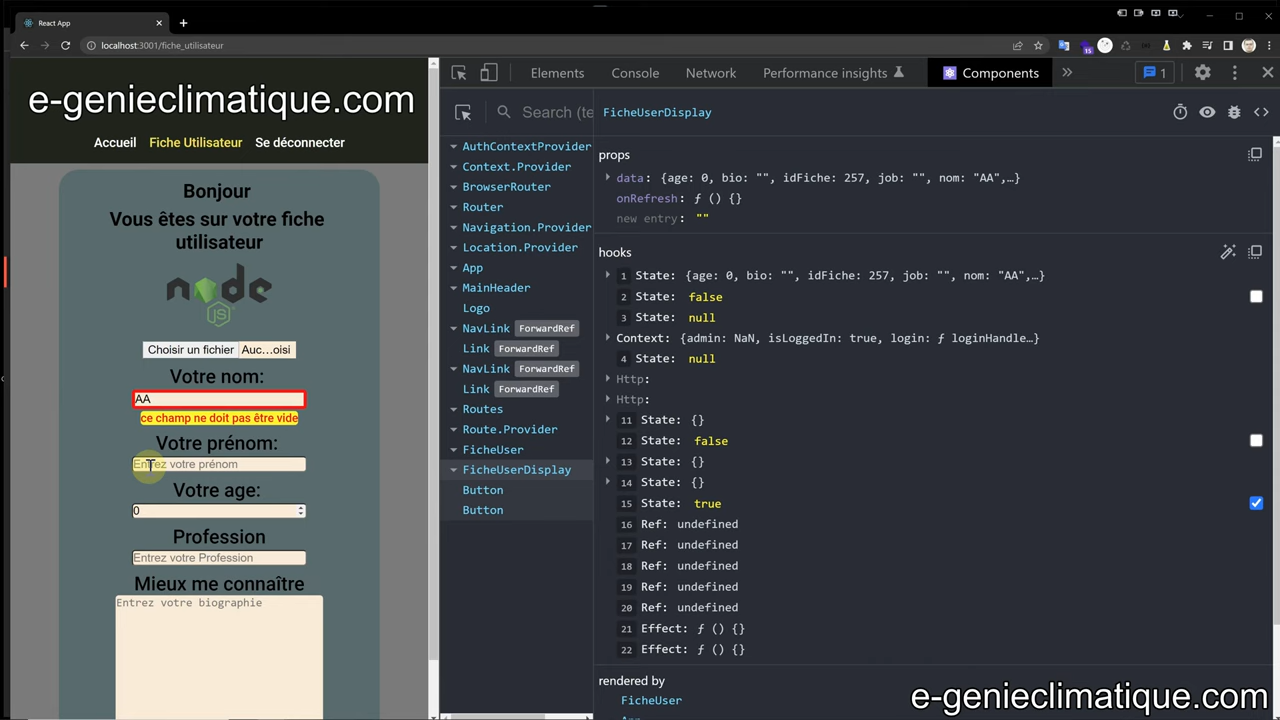 React App
localhost:3001/fiche_utilisateur
15
e-genieclimatique.com
Accueil Fiche Utilisateur Se déconnecter
Bonjour
Vous êtes sur votre fiche
utilisateur
node
JS
Choisir un fichier Auc...oisi
Votre nom:
AA
ce champ ne doit pas être vide
Votre prénom:
Entrez votre prénom
Votre age:
0
Profession
Entrez votre Profession
Mieux me connaître
Entrez votre biographie
Elements Console Network Performance insights Components 1
Search (te
AuthContextProvider
Context.Provider
BrowserRouter
Router
Navigation.Provider
Location.Provider
App
MainHeader
Logo
NavLink ForwardRef
Link ForwardRef
NavLink ForwardRef
Link ForwardRef
Routes
Route.Provider
FicheUser
FicheUserDisplay
Button
Button
FicheUserDisplay
props
data: {age: 0, bio: "", idFiche: 257, job: "", nom: "AA",…}
onRefresh: ƒ () {}
new entry: ""
hooks
1 State: {age: 0, bio: "", idFiche: 257, job: "", nom: "AA",…}
2 State: false
3 State: null
Context: {admin: NaN, isLoggedIn: true, login: ƒ loginHandle…}
4 State: null
Http:
Http:
11 State: {}
12 State: false
13 State: {}
14 State: {}
15 State: true
16 Ref: undefined
17 Ref: undefined
18 Ref: undefined
19 Ref: undefined
20 Ref: undefined
21 Effect: ƒ () {}
22 Effect: ƒ () {}
rendered by
FicheUser
e-genieclimatique.com